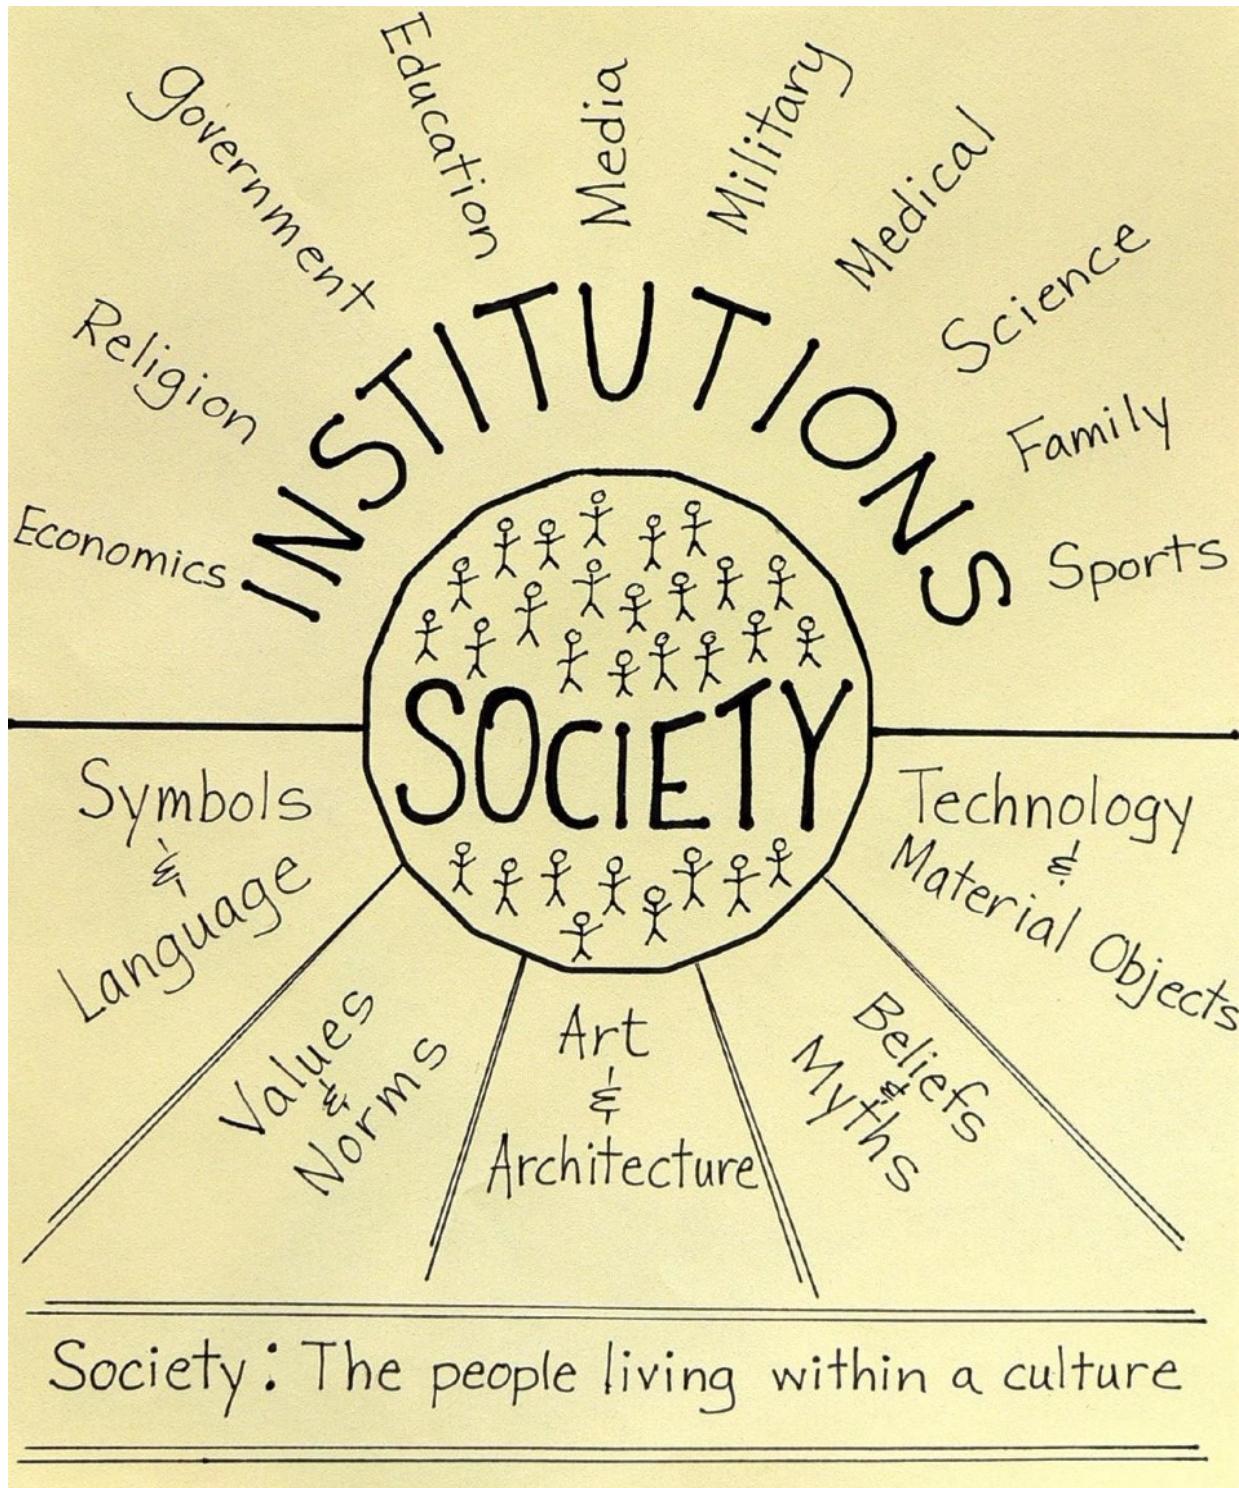 Economics
Religion
Government
Education
Media
Military
Medical
Science
Family
Sports
INSTITUTIONS
SOCIETY
Symbols
&
Language
Values
&
Norms
Art
&
Architecture
Beliefs
&
Myths
Technology
&
Material Objects
Society: The people living within a culture